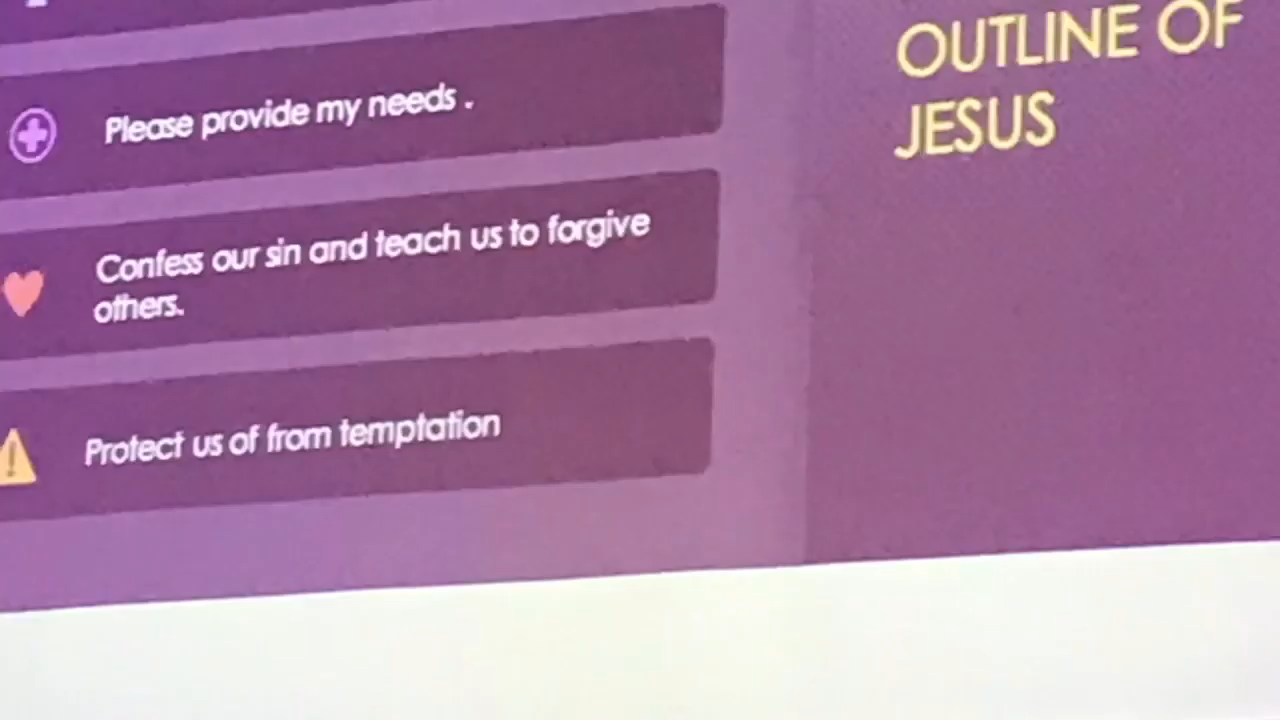 Please provide my needs .
Confess our sin and teach us to forgive
others.
Protect us of from temptation
OUTLINE OF
JESUS